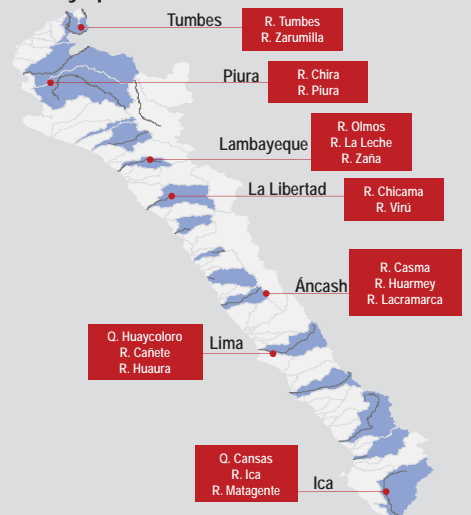 Tumbes
R. Tumbes
R. Zarumilla
Piura
R. Chira
R. Piura
Lambayeque
R. Olmos
R. La Leche
R. Zaña
La Libertad
R. Chicama
R. Virú
Áncash
R. Casma
R. Huarmey
R. Lacramarca
Q. Huaycoloro
R. Cañete
R. Huaura
Lima
Q. Cansas
R. Ica
R. Matagente
Ica